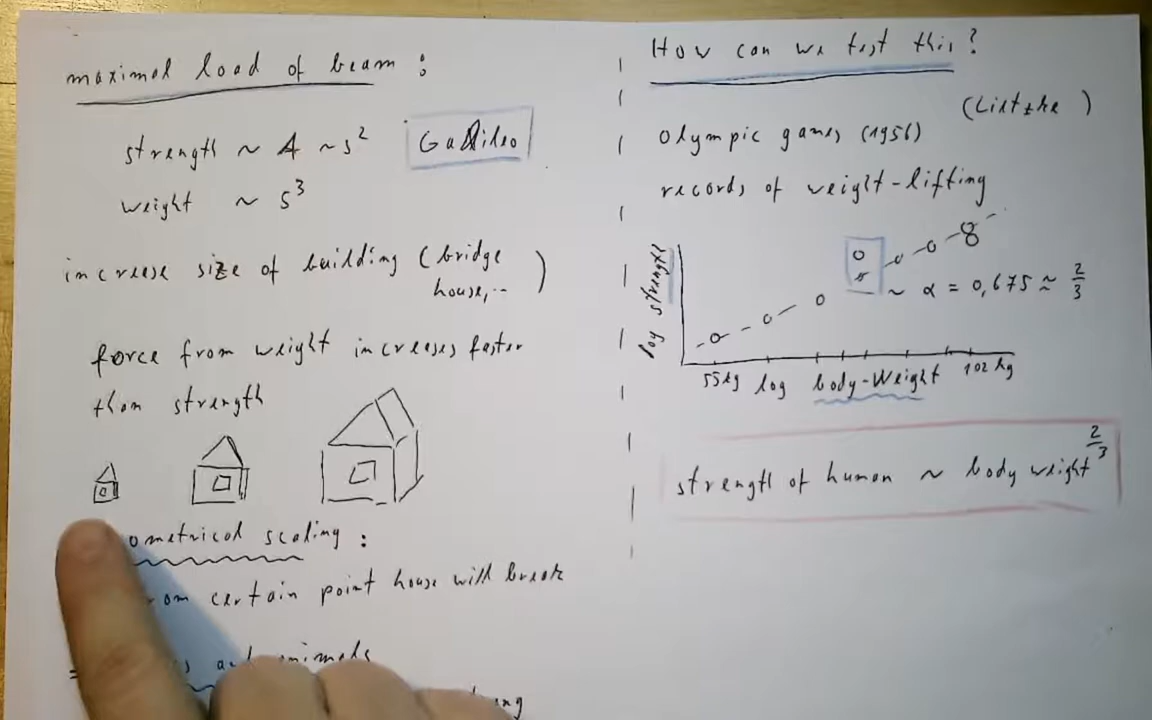 maximal load of beam :
strength ~ A ~ s²
Galileo
weight ~ s³
increase size of building (bridge
house,..)
force from weight increases faster
than strength
ometrical scaling :
rom certain point house will break
animals
How can we test this ?
(Lietzke)
Olympic games (1956)
records of weight-lifting
log strength
~ α = 0,675 ≈ 2/3
55kg log body-weight 102 kg
strength of human ~ body weight^2/3